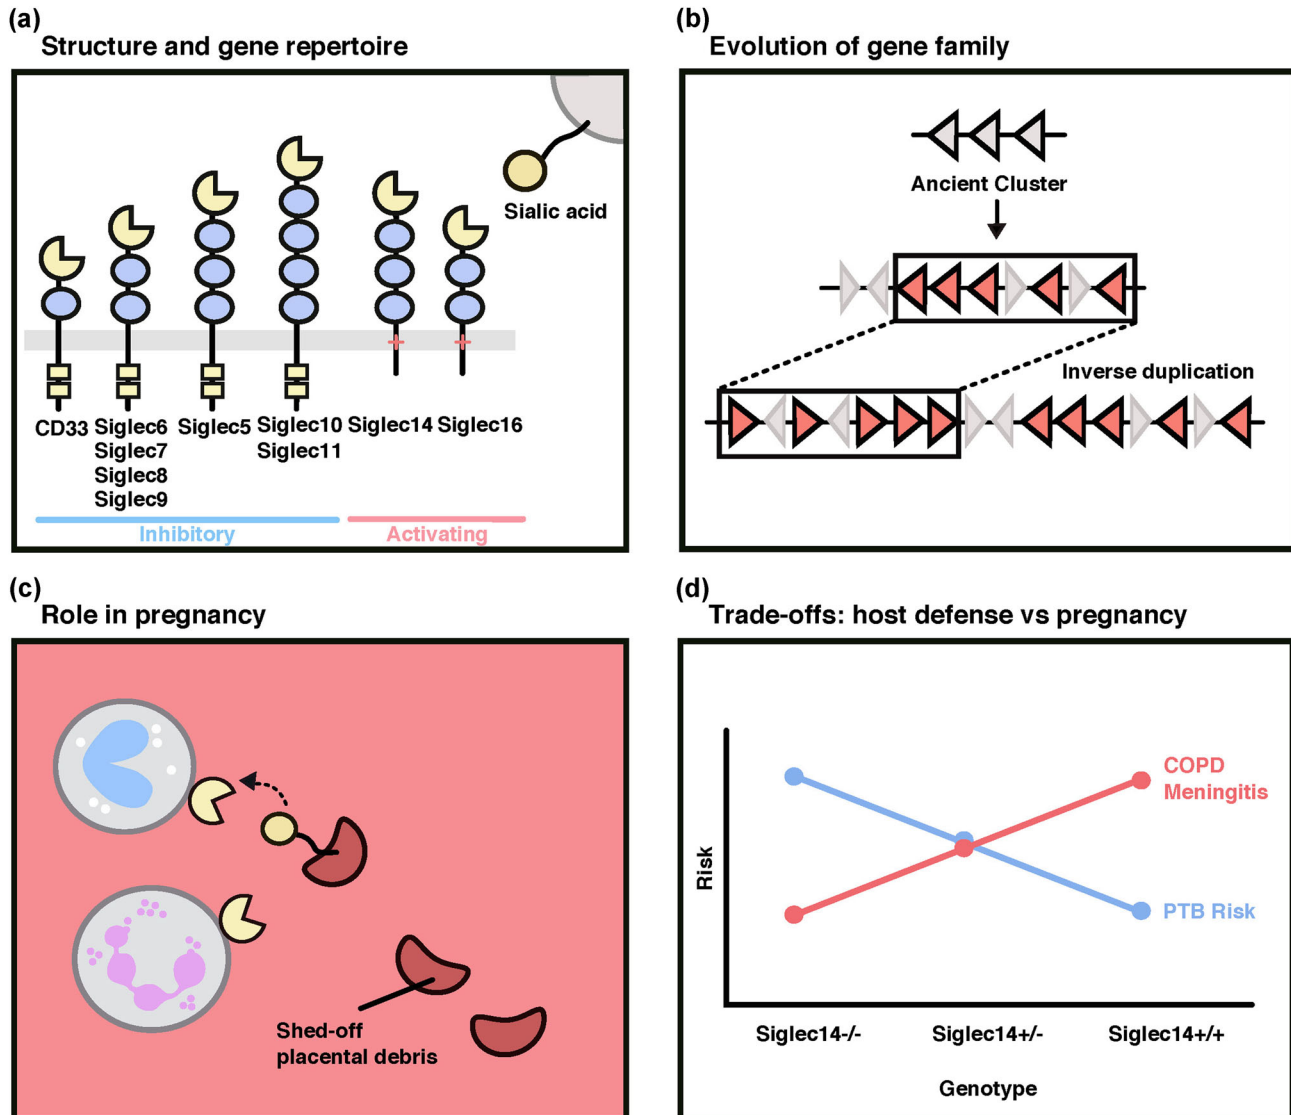 (a)
Structure and gene repertoire
Sialic acid
CD33
Siglec6
Siglec7
Siglec8
Siglec9
Siglec5
Siglec10
Siglec11
Siglec14
Siglec16
Inhibitory
Activating
(b)
Evolution of gene family
Ancient Cluster
Inverse duplication
(c)
Role in pregnancy
Shed-off
placental debris
(d)
Trade-offs: host defense vs pregnancy
COPD
Meningitis
PTB Risk
Risk
Siglec14-/-
Siglec14+/-
Siglec14+/+
Genotype